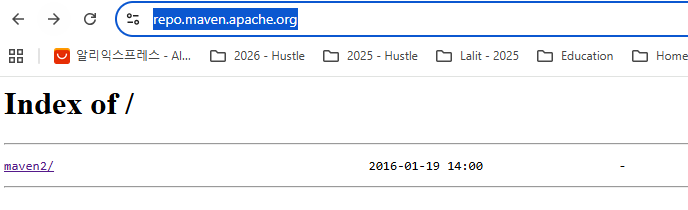 repo.maven.apache.org
알리익스프레스 - Al... 2026 - Hustle 2025 - Hustle Lalit - 2025 Education Home
Index of /
maven2/ 2016-01-19 14:00 -